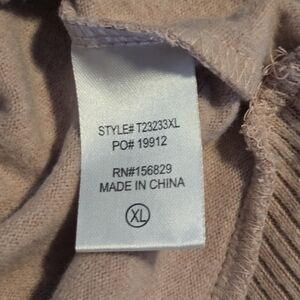 STYLE# T23233XL
PO# 19912
RN#156829
MADE IN CHINA
XL